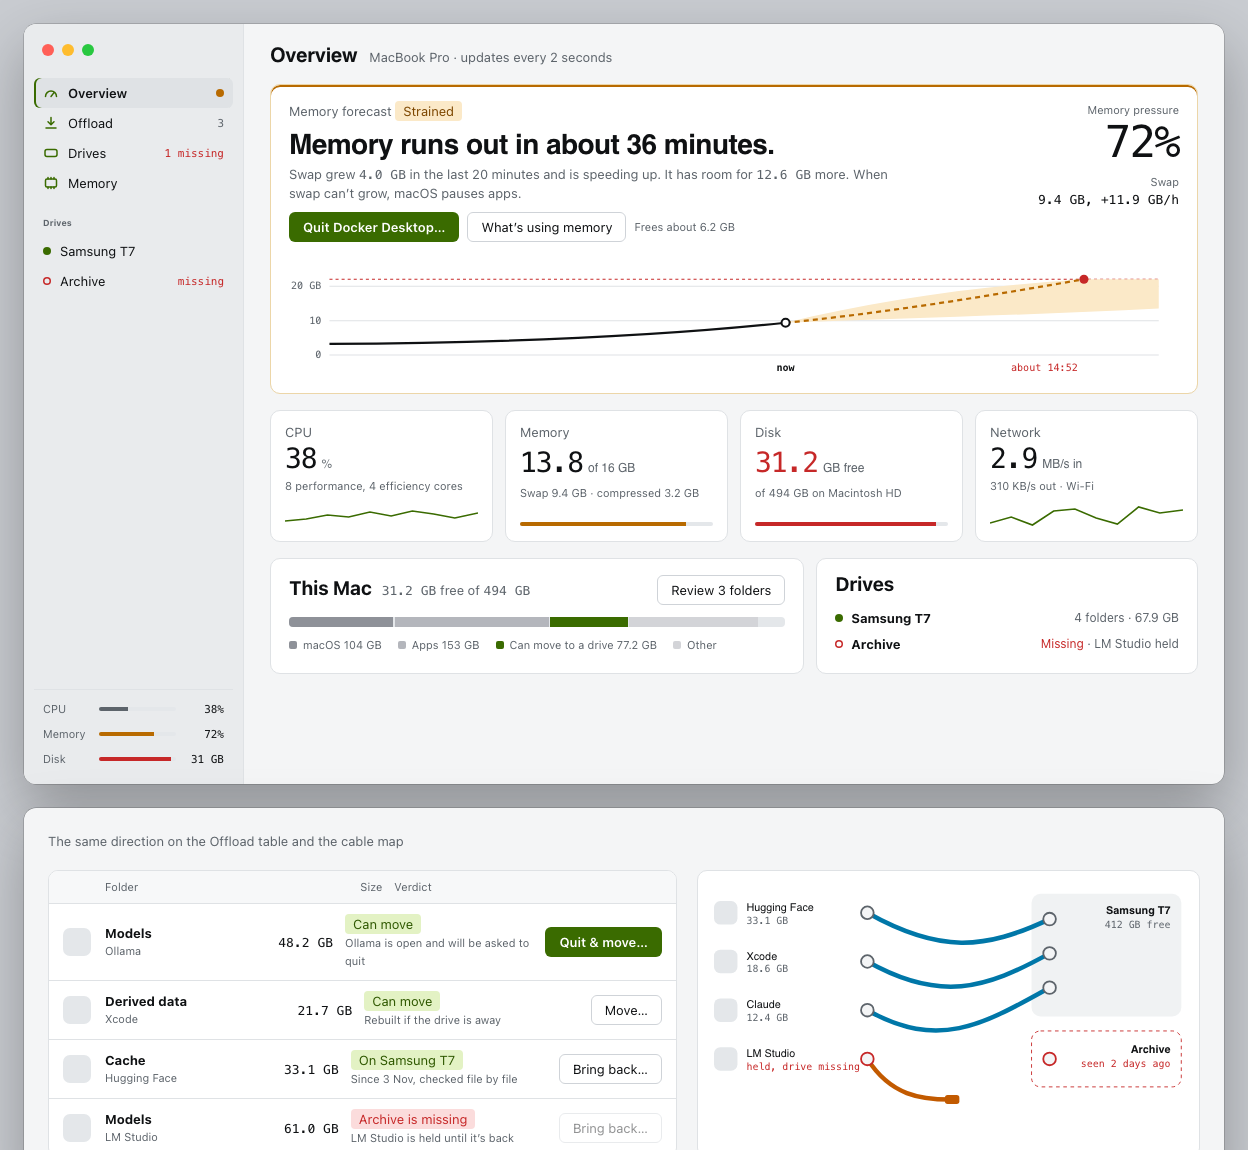 Overview
Offload 3
Drives 1 missing
Memory
Drives
Samsung T7
Archive missing
CPU 38%
Memory 72%
Disk 31 GB
Overview MacBook Pro · updates every 2 seconds
Memory forecast Strained
Memory runs out in about 36 minutes.
Swap grew 4.0 GB in the last 20 minutes and is speeding up. It has room for 12.6 GB more. When
swap can’t grow, macOS pauses apps.
Quit Docker Desktop… What’s using memory Frees about 6.2 GB
Memory pressure
72%
Swap
9.4 GB, +11.9 GB/h
20 GB
10
0
now about 14:52
CPU
38 %
8 performance, 4 efficiency cores
Memory
13.8 of 16 GB
Swap 9.4 GB · compressed 3.2 GB
Disk
31.2 GB free
of 494 GB on Macintosh HD
Network
2.9 MB/s in
310 KB/s out · Wi-Fi
This Mac 31.2 GB free of 494 GB Review 3 folders
macOS 104 GB Apps 153 GB Can move to a drive 77.2 GB Other
Drives
Samsung T7 4 folders · 67.9 GB
Archive Missing · LM Studio held
The same direction on the Offload table and the cable map
Folder Size Verdict
Models
Ollama
48.2 GB
Can move
Ollama is open and will be asked to
quit
Quit & move…
Derived data
Xcode
21.7 GB
Can move
Rebuilt if the drive is away
Move…
Cache
Hugging Face
33.1 GB
On Samsung T7
Since 3 Nov, checked file by file
Bring back…
Models
LM Studio
61.0 GB
Archive is missing
LM Studio is held until it’s back
Bring back…
Hugging Face
33.1 GB
Xcode
18.6 GB
Claude
12.4 GB
LM Studio
held, drive missing
Samsung T7
412 GB free
Archive
seen 2 days ago